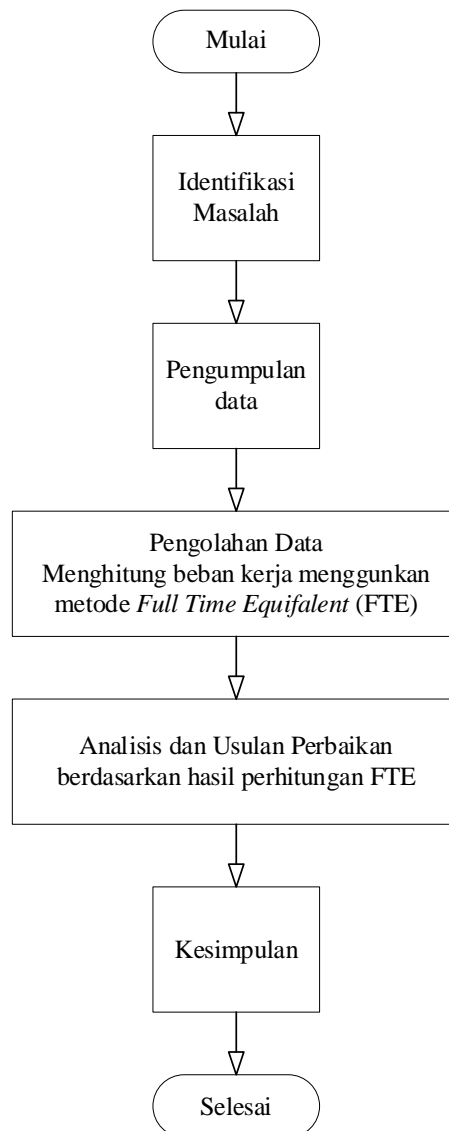 Mulai
Identifikasi
Masalah
Pengumpulan
data
Pengolahan Data
Menghitung beban kerja menggunkan
metode Full Time Equifalent (FTE)
Analisis dan Usulan Perbaikan
berdasarkan hasil perhitungan FTE
Kesimpulan
Selesai